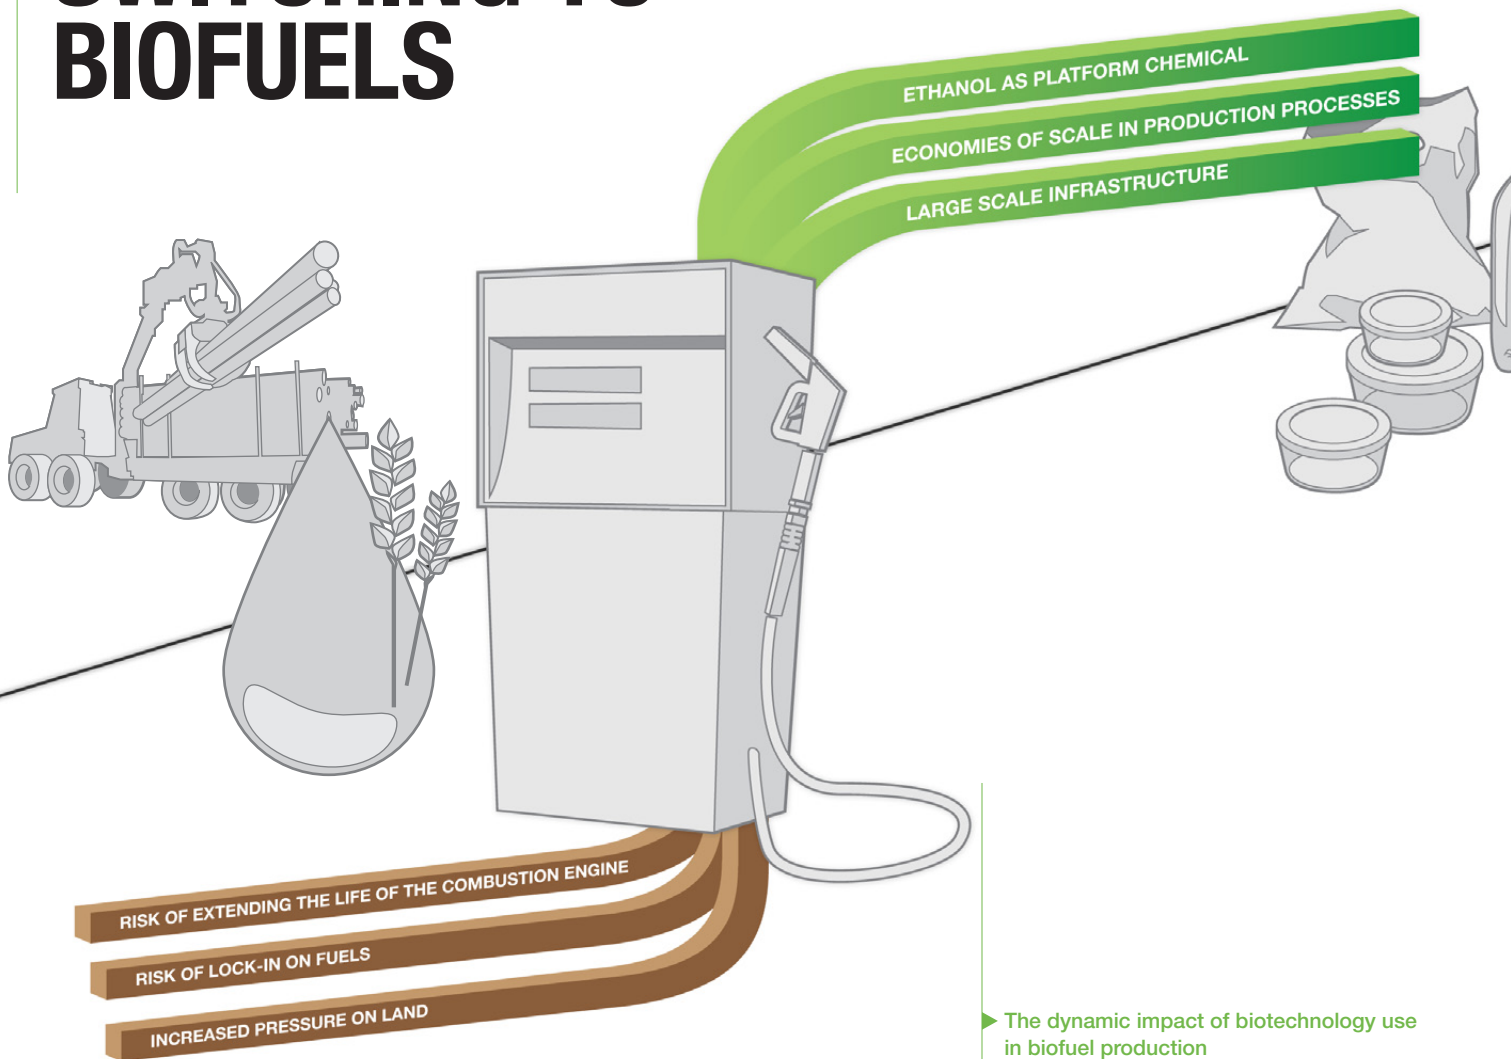 SWITCHING TO
BIOFUELS
ETHANOL AS PLATFORM CHEMICAL
ECONOMIES OF SCALE IN PRODUCTION PROCESSES
LARGE SCALE INFRASTRUCTURE
RISK OF EXTENDING THE LIFE OF THE COMBUSTION ENGINE
RISK OF LOCK-IN ON FUELS
INCREASED PRESSURE ON LAND
The dynamic impact of biotechnology use
in biofuel production